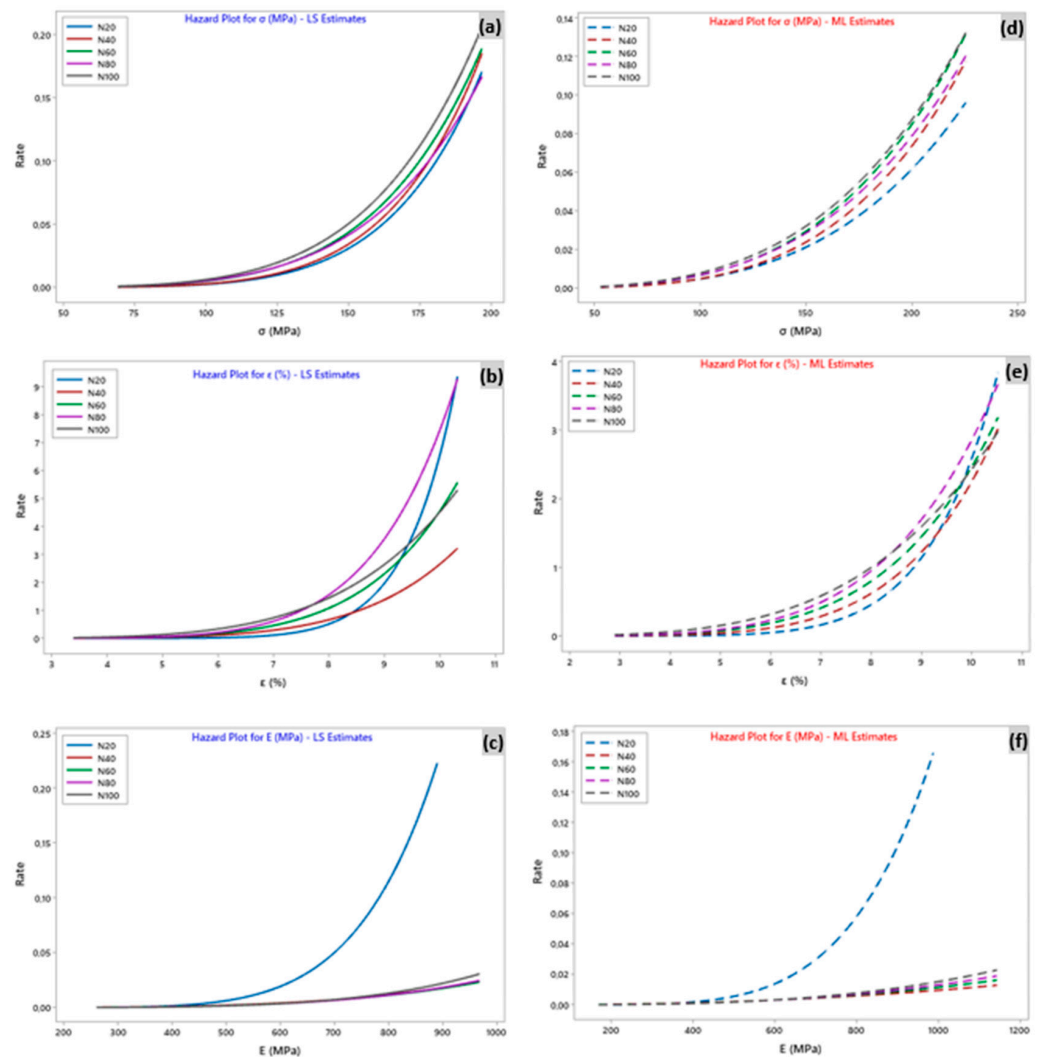 Hazard Plot for σ (MPa) - LS Estimates
(a)
N20
N40
N60
N80
N100
0,20
0,15
0,10
0,05
0,00
Rate
50 75 100 125 150 175 200
σ (MPa)
Hazard Plot for σ (MPa) - ML Estimates
(d)
N20
N40
N60
N80
N100
0,14
0,12
0,10
0,08
0,06
0,04
0,02
0,00
Rate
50 100 150 200 250
σ (MPa)
Hazard Plot for ε (%) - LS Estimates
(b)
N20
N40
N60
N80
N100
9
8
7
6
5
4
3
2
1
0
Rate
3 4 5 6 7 8 9 10 11
ε (%)
Hazard Plot for ε (%) - ML Estimates
(e)
N20
N40
N60
N80
N100
4
3
2
1
0
Rate
2 3 4 5 6 7 8 9 10 11
ε (%)
Hazard Plot for E (MPa) - LS Estimates
(c)
N20
N40
N60
N80
N100
0,25
0,20
0,15
0,10
0,05
0,00
Rate
200 300 400 500 600 700 800 900 1000
E (MPa)
Hazard Plot for E (MPa) - ML Estimates
(f)
N20
N40
N60
N80
N100
0,18
0,16
0,14
0,12
0,10
0,08
0,06
0,04
0,02
0,00
Rate
200 400 600 800 1000 1200
E (MPa)